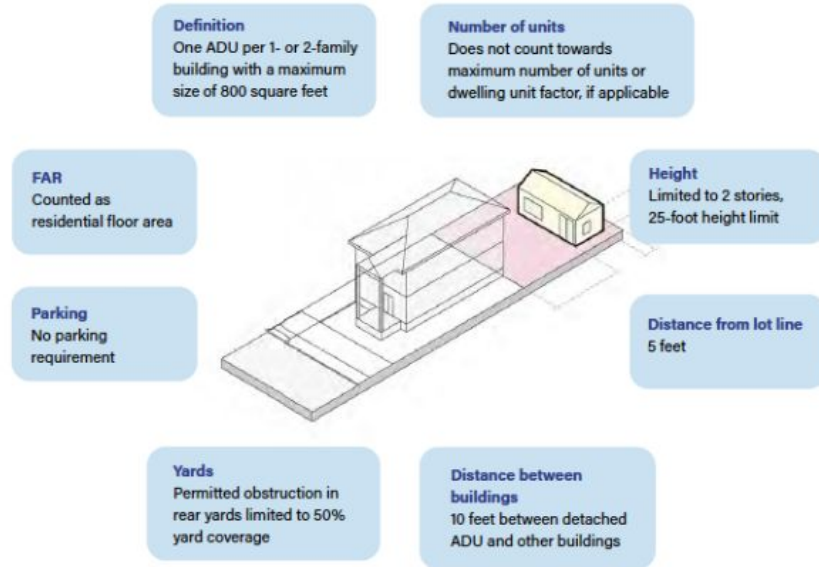 Definition
One ADU per 1- or 2-family
building with a maximum
size of 800 square feet
Number of units
Does not count towards
maximum number of units or
dwelling unit factor, if applicable
FAR
Counted as
residential floor area
Height
Limited to 2 stories,
25-foot height limit
Parking
No parking
requirement
Distance from lot line
5 feet
Yards
Permitted obstruction in
rear yards limited to 50%
yard coverage
Distance between
buildings
10 feet between detached
ADU and other buildings